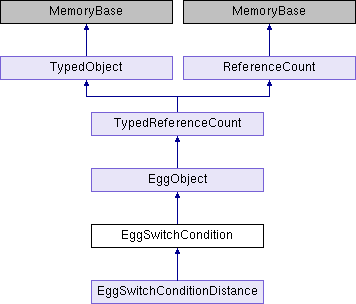 MemoryBase MemoryBase
TypedObject ReferenceCount
TypedReferenceCount
EggObject
EggSwitchCondition
EggSwitchConditionDistance